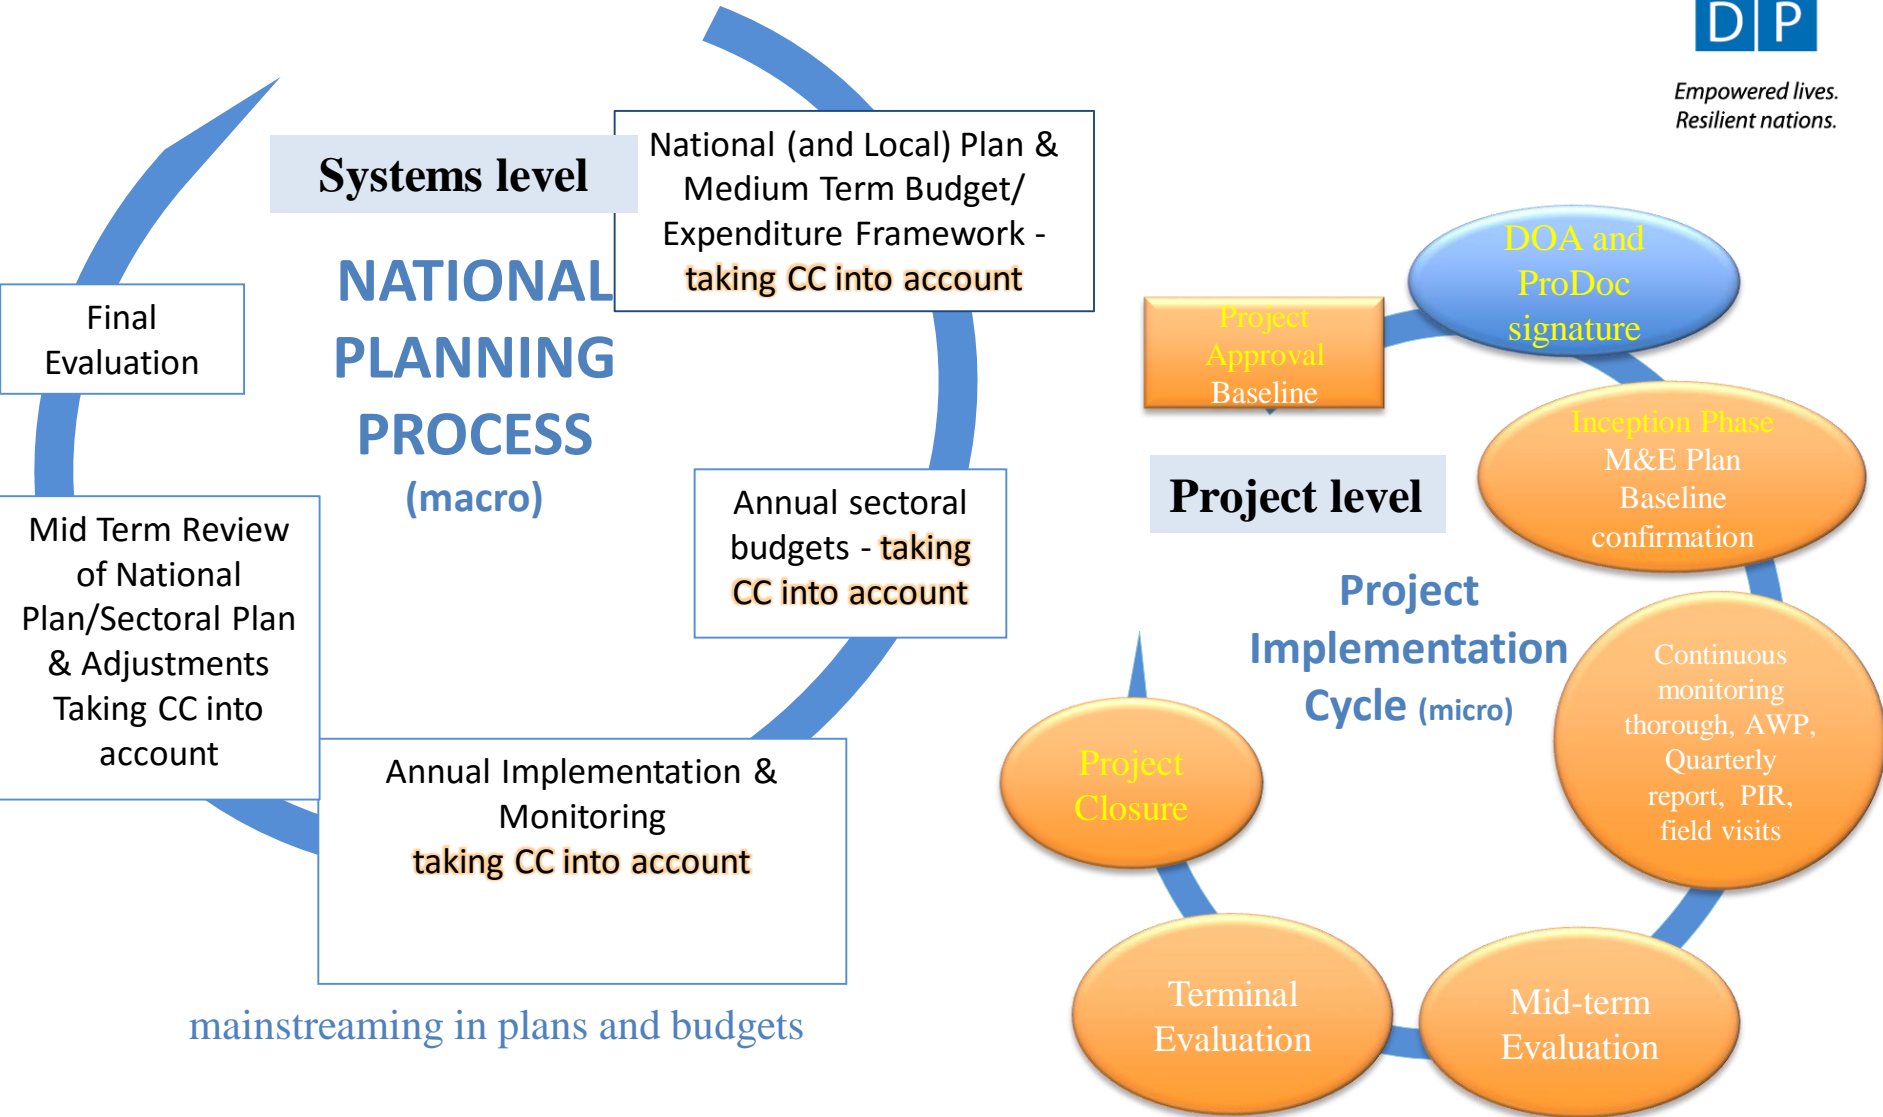 D P
Empowered lives.
Resilient nations.
Systems level
NATIONAL
PLANNING
PROCESS
(macro)
National (and Local) Plan &
Medium Term Budget/
Expenditure Framework -
taking CC into account
Annual sectoral
budgets - taking
CC into account
Annual Implementation &
Monitoring
taking CC into account
Mid Term Review
of National
Plan/Sectoral Plan
& Adjustments
Taking CC into
account
Final
Evaluation
mainstreaming in plans and budgets
Project level
Project
Implementation
Cycle (micro)
Project
Approval
Baseline
DOA and
ProDoc
signature
Inception Phase
M&E Plan
Baseline
confirmation
Continuous
monitoring
thorough, AWP,
Quarterly
report, PIR,
field visits
Mid-term
Evaluation
Terminal
Evaluation
Project
Closure